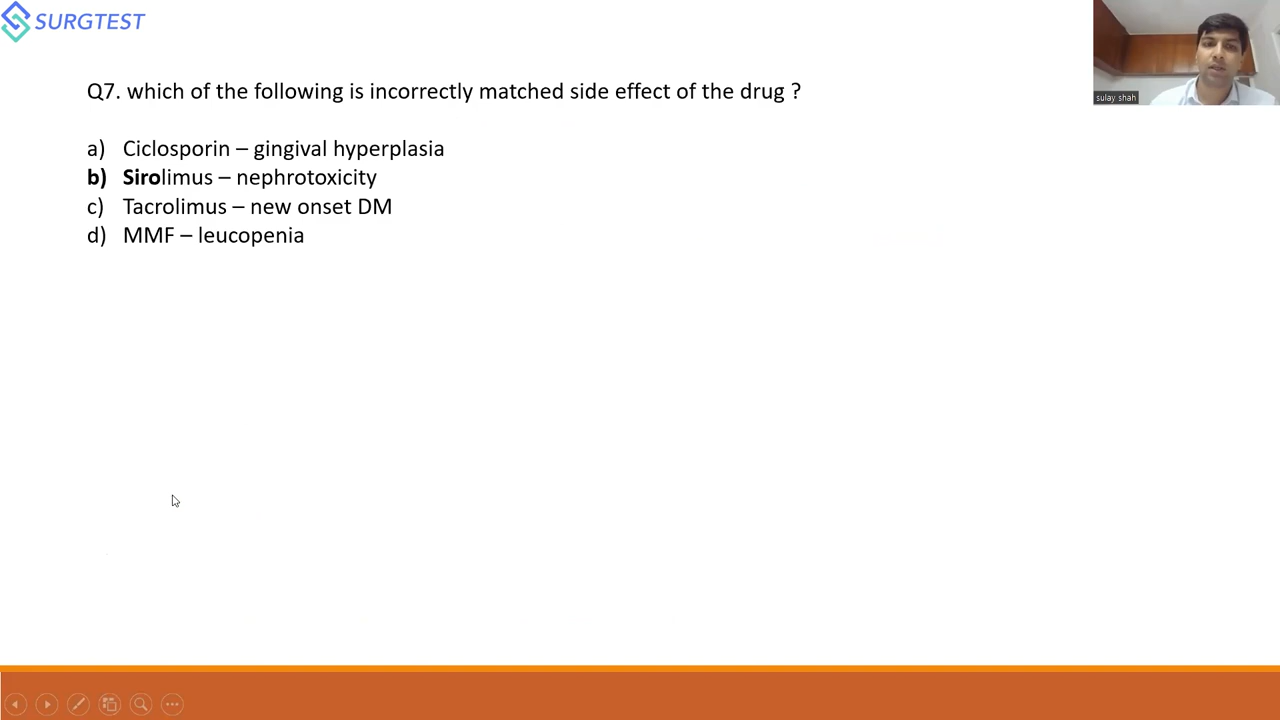 SURGTEST
sulay shah
Q7. which of the following is incorrectly matched side effect of the drug ?
a) Ciclosporin – gingival hyperplasia
b) Sirolimus – nephrotoxicity
c) Tacrolimus – new onset DM
d) MMF – leucopenia